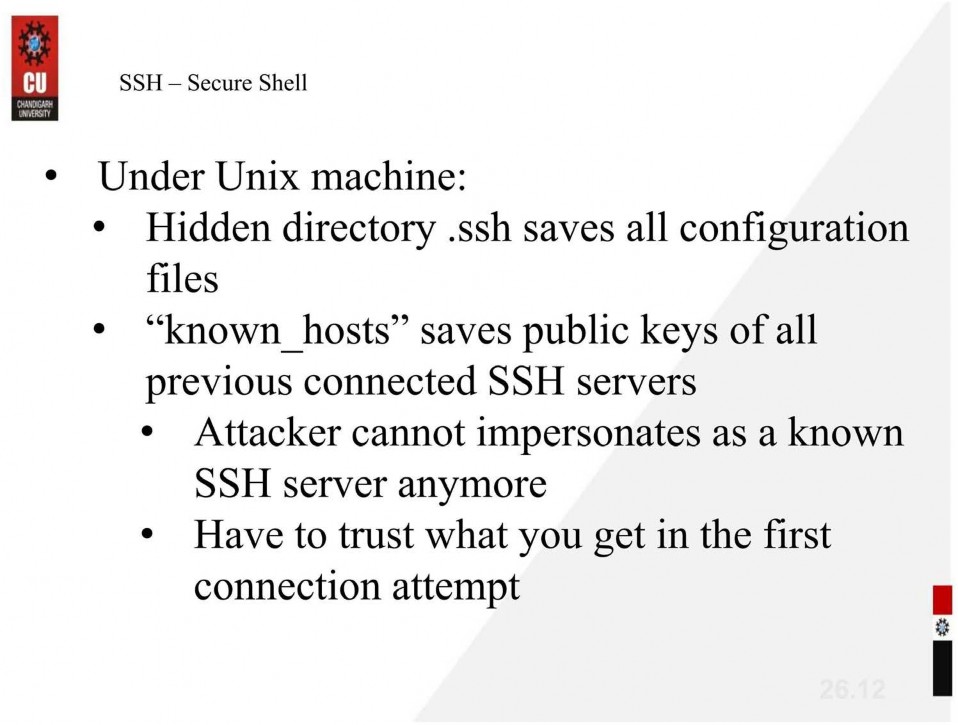 CU
CHANDIGARH
UNIVERSITY
SSH – Secure Shell
• Under Unix machine:
• Hidden directory .ssh saves all configuration
files
• “known_hosts” saves public keys of all
previous connected SSH servers
• Attacker cannot impersonates as a known
SSH server anymore
• Have to trust what you get in the first
connection attempt
26.12